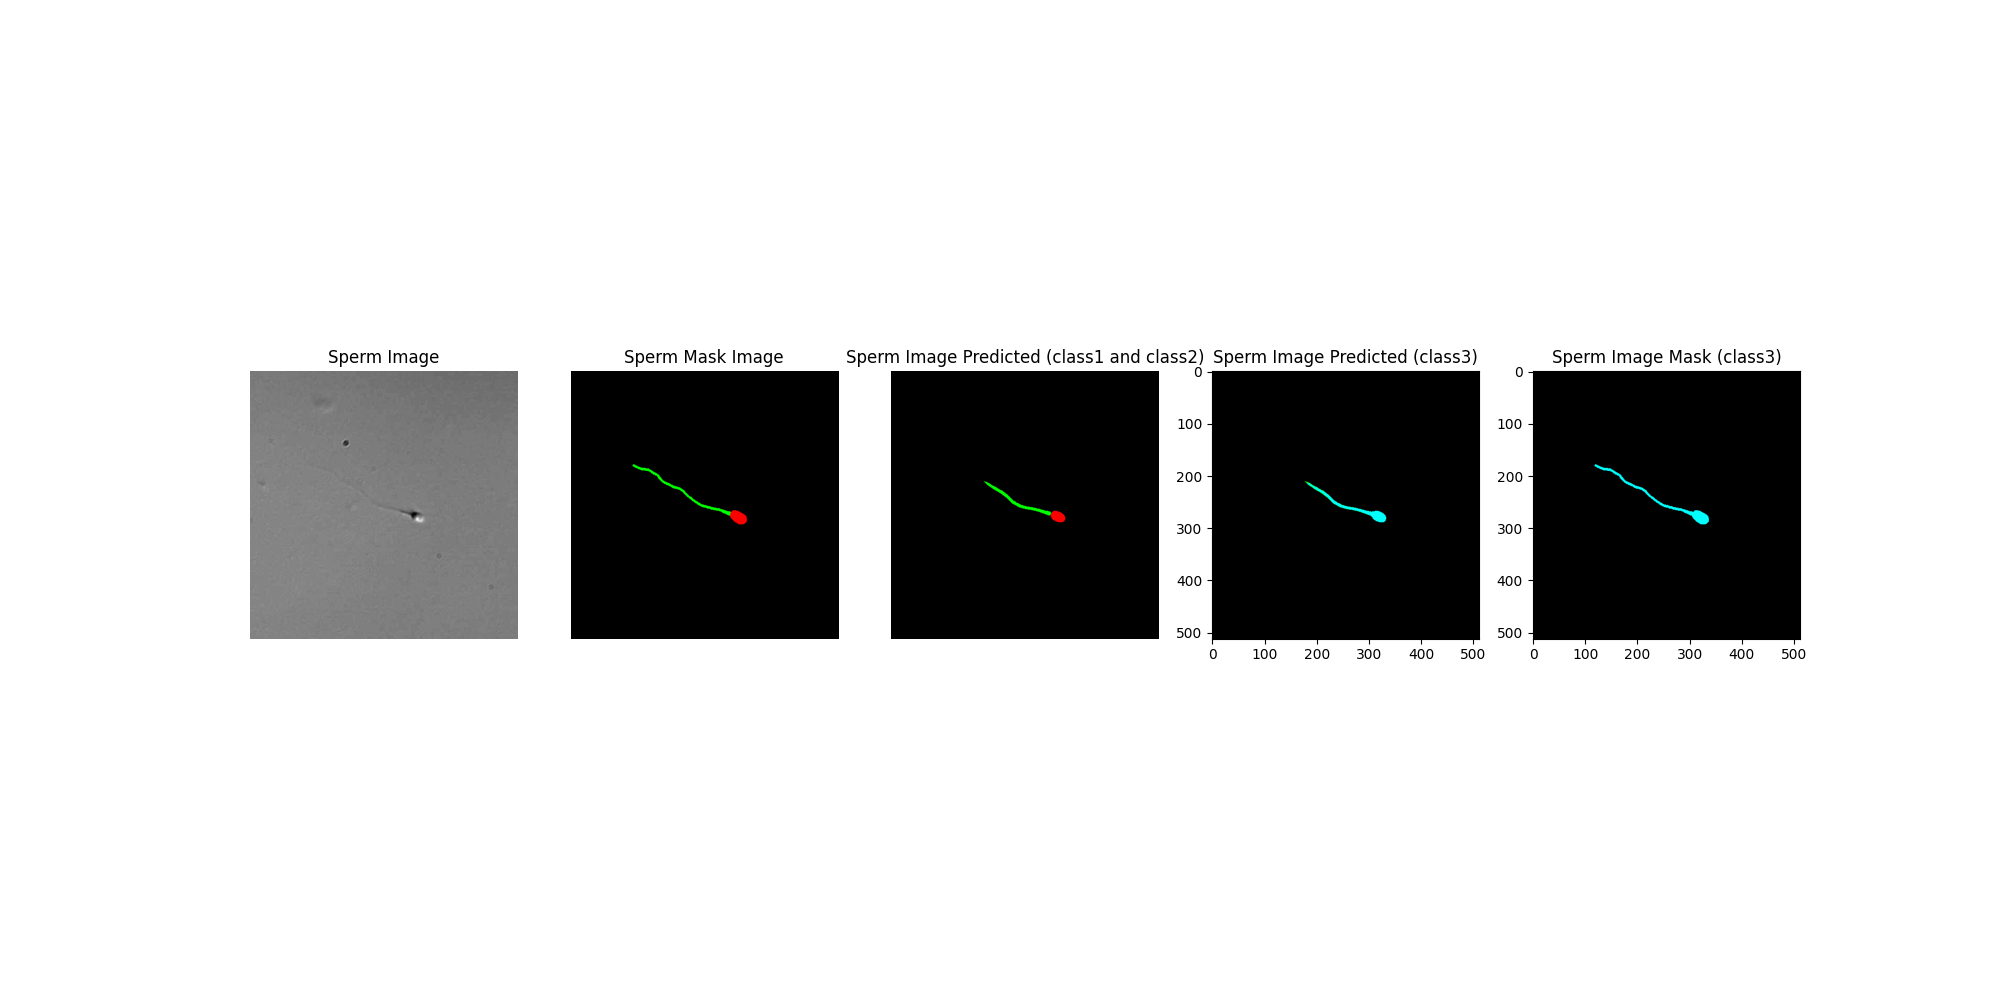 Sperm Image
Sperm Mask Image
Sperm Image Predicted (class1 and class2)
Sperm Image Predicted (class3)
Sperm Image Mask (class3)
0
100
200
300
400
500
0 100 200 300 400 500
0
100
200
300
400
500
0 100 200 300 400 500